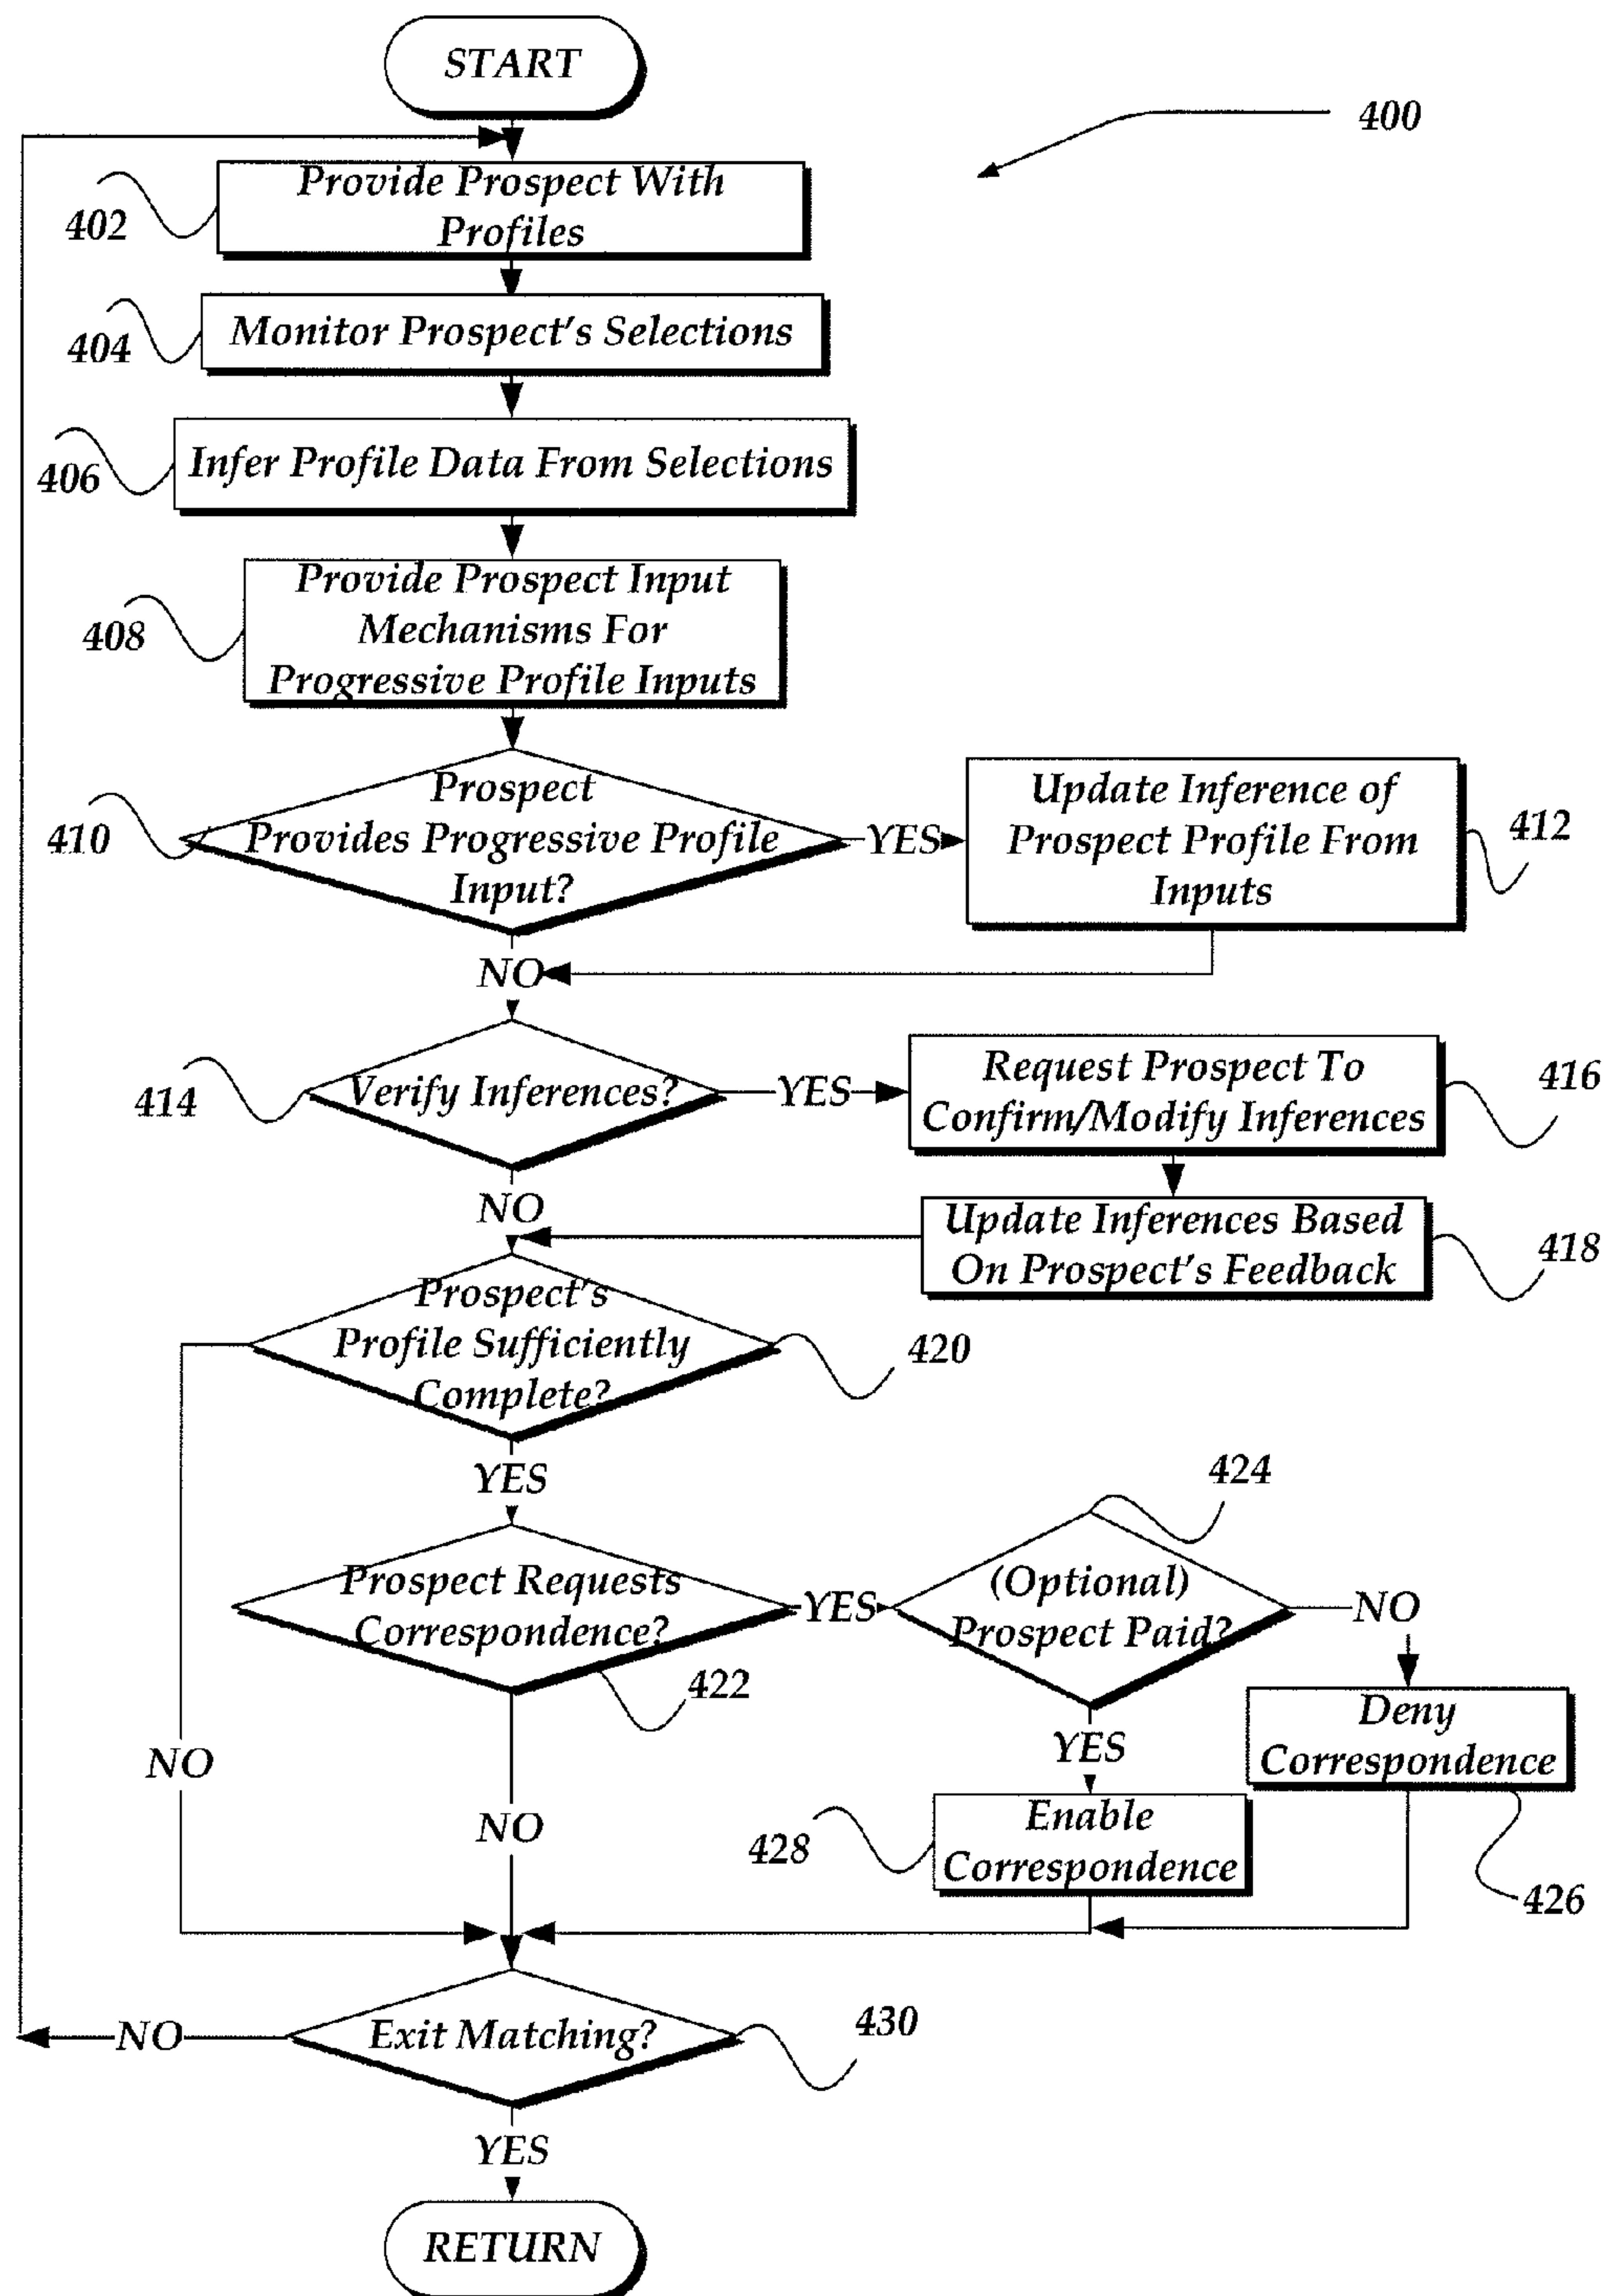 START
400
Provide Prospect With
Profiles
402
Monitor Prospect's Selections
404
Infer Profile Data From Selections
406
Provide Prospect Input
Mechanisms For
Progressive Profile Inputs
408
Prospect
Provides Progressive Profile
Input?
410
YES
Update Inference of
Prospect Profile From
Inputs
412
NO
Verify Inferences?
414
YES
Request Prospect To
Confirm/Modify Inferences
416
NO
Update Inferences Based
On Prospect's Feedback
418
Prospect's
Profile Sufficiently
Complete?
420
YES
424
Prospect Requests
Correspondence?
422
YES
(Optional)
Prospect Paid?
NO
Deny
Correspondence
426
YES
NO
NO
Enable
Correspondence
428
Exit Matching?
430
NO
YES
RETURN